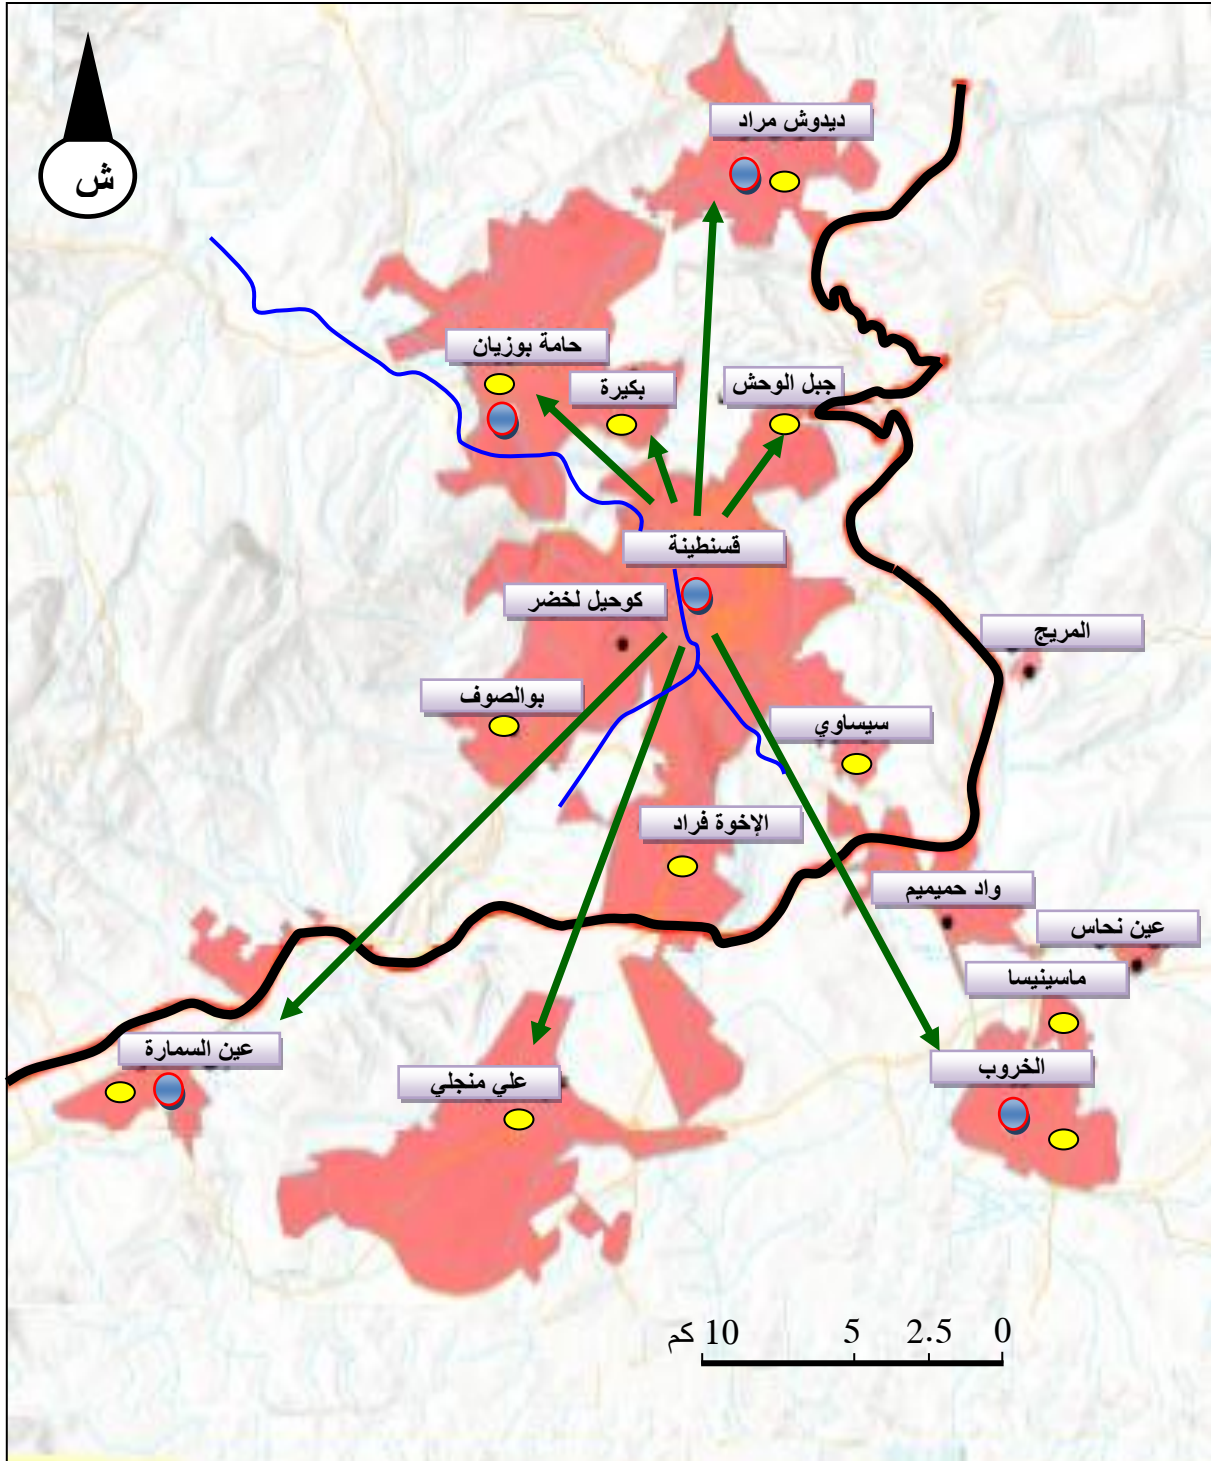 ديدوش مراد
ش
حامة بوزيان
بكيرة
جبل الوحش
قسنطينة
كوحيل لخضر
المريج
بوالصوف
سيساوي
الإخوة فراد
واد حميميم
عين نحاس
ماسينيسا
عين السمارة
الخروب
علي منجلي
0 2.5 5 10 كم